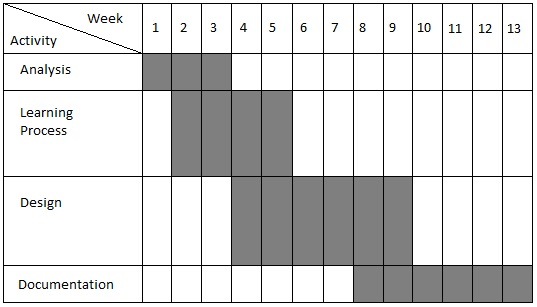 Week
Activity
1 2 3 4 5 6 7 8 9 10 11 12 13
Analysis
Learning
Process
Design
Documentation